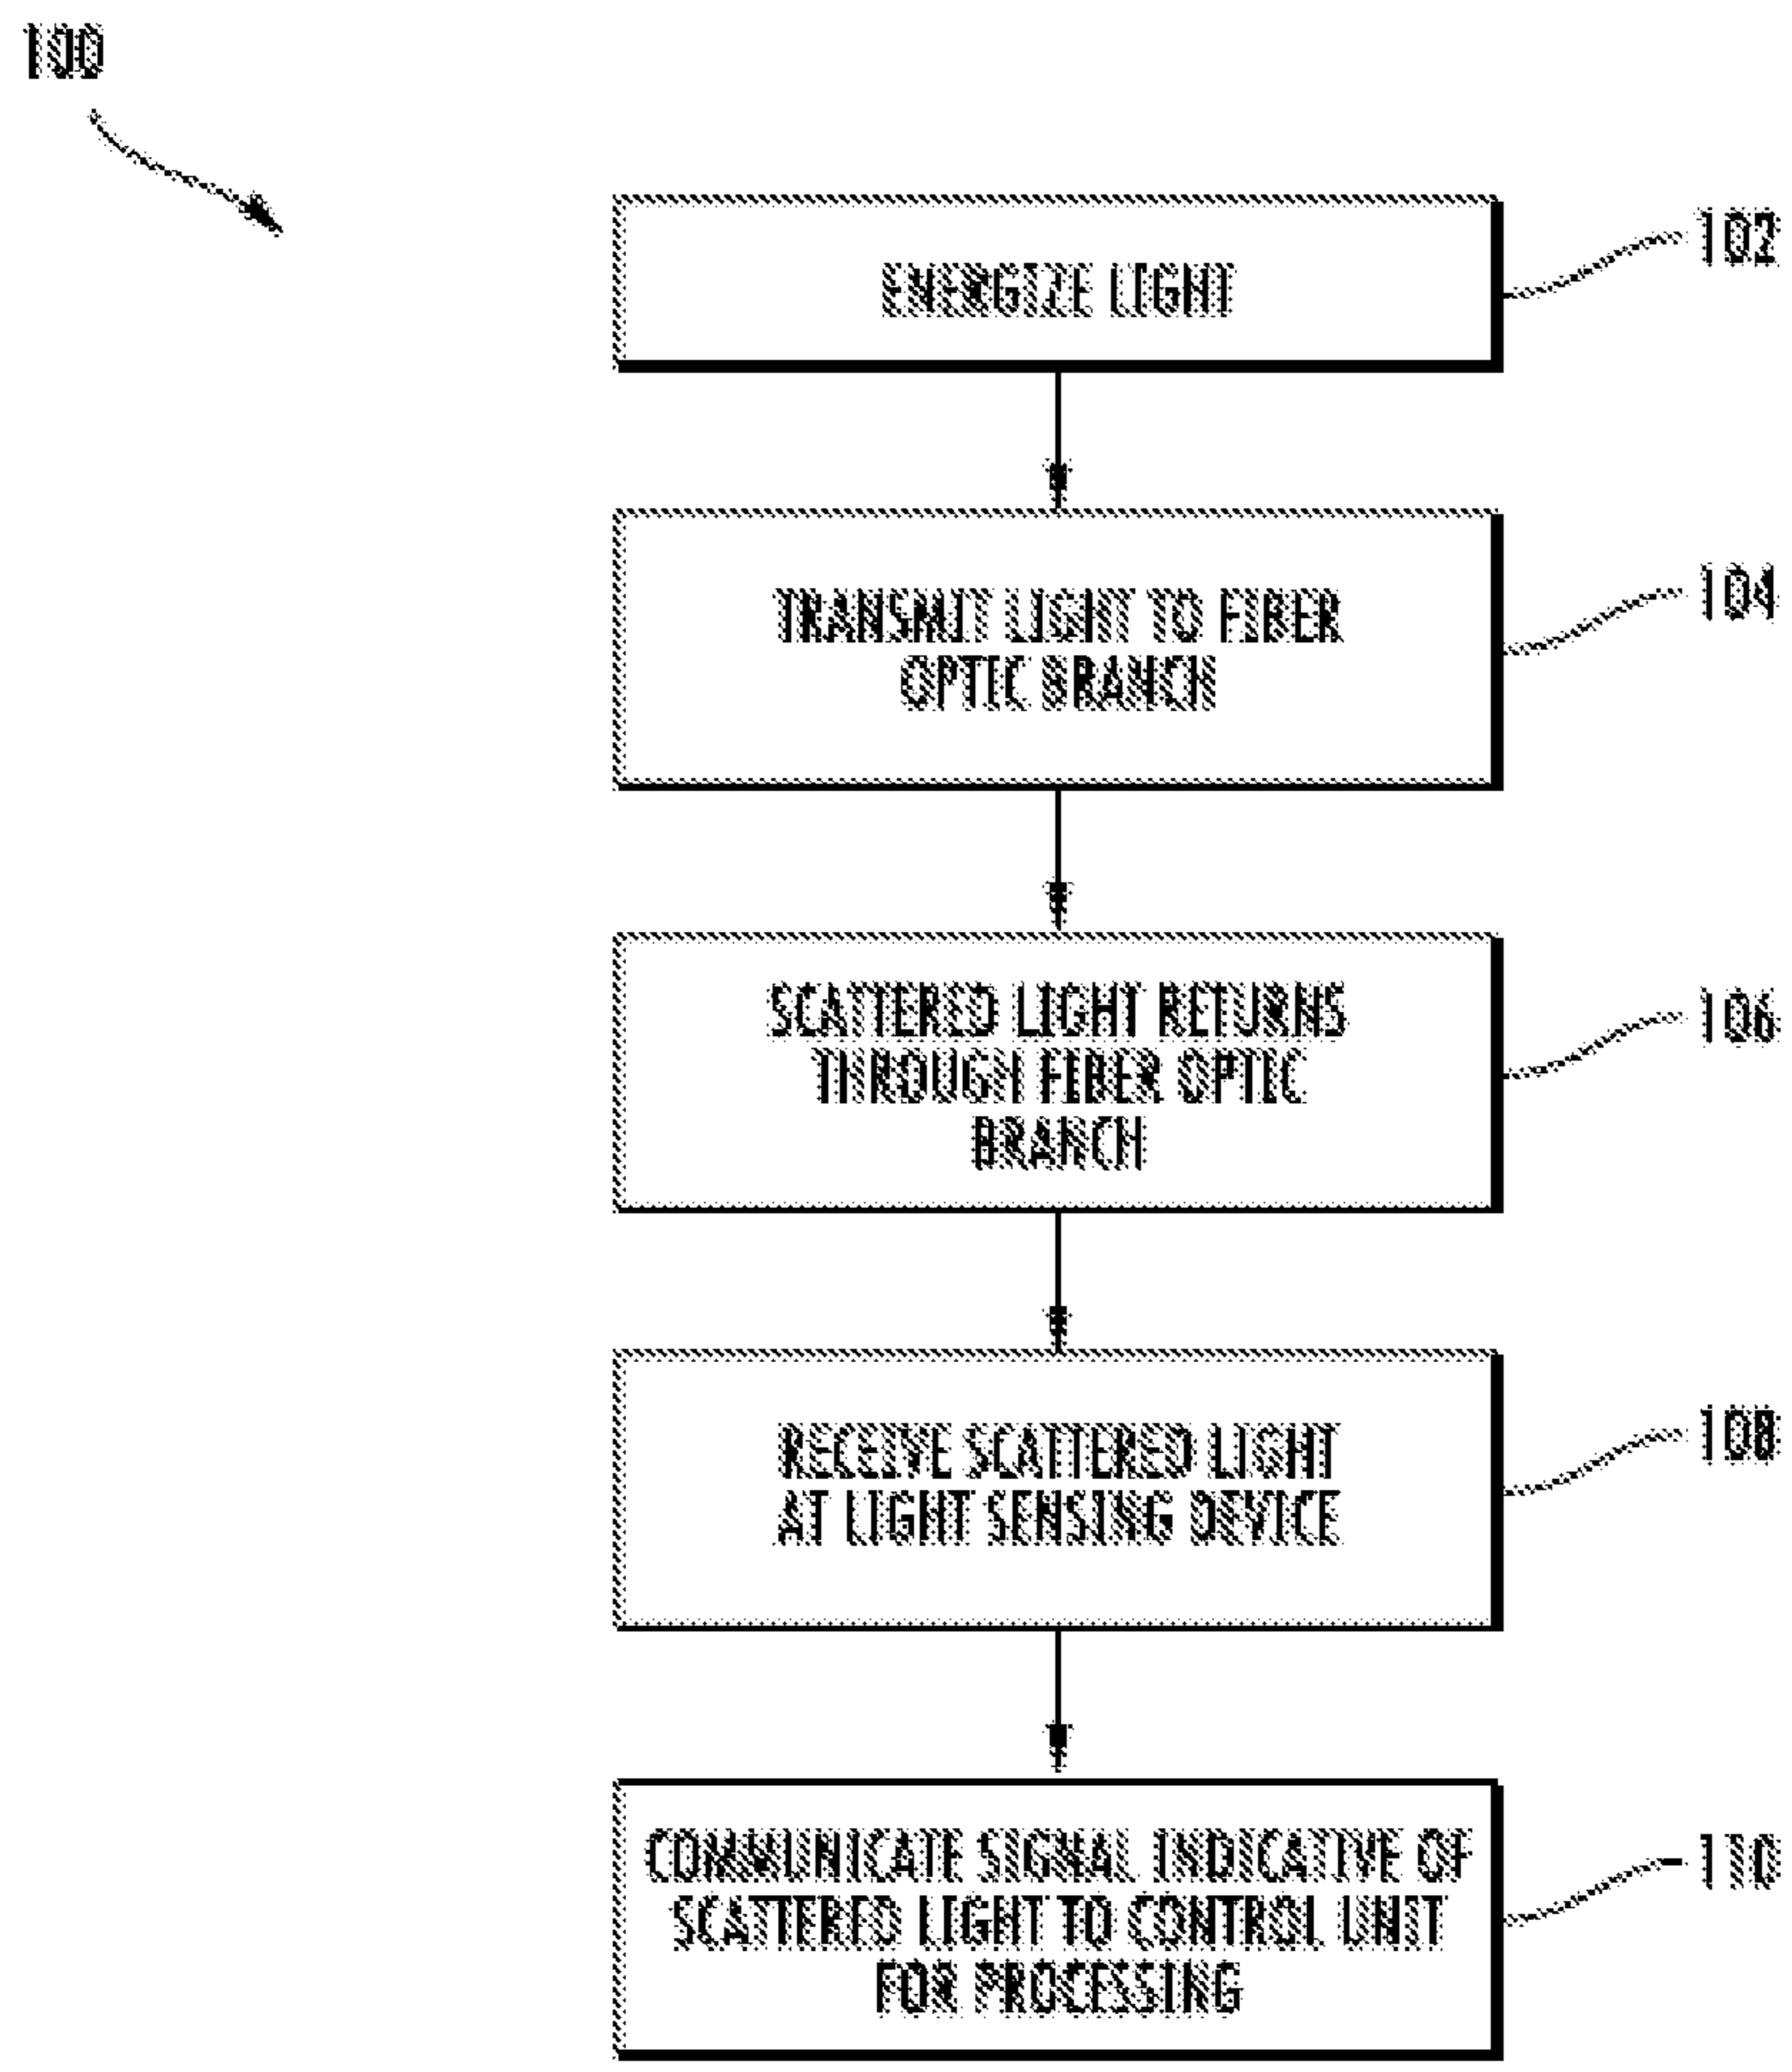 100
ENERGIZE LIGHT
102
TRANSMIT LIGHT TO FIBER
OPTIC BRANCH
104
SCATTERED LIGHT RETURNS
THROUGH FIBER OPTIC
BRANCH
106
RECEIVE SCATTERED LIGHT
AT LIGHT SENSING DEVICE
108
COMMUNICATE SIGNAL INDICATIVE OF
SCATTERED LIGHT TO CONTROL UNIT
FOR PROCESSING
110